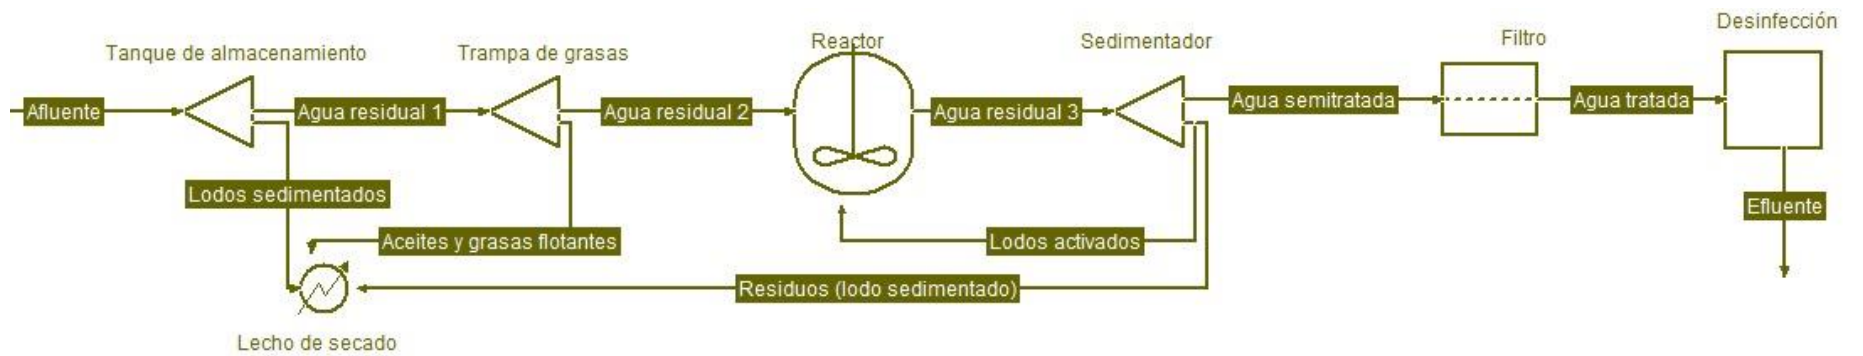 Desinfección
Tanque de almacenamiento
Trampa de grasas
Reactor
Sedimentador
Filtro
Afluente
Agua residual 1
Agua residual 2
Agua residual 3
Agua semitratada
Agua tratada
Lodos sedimentados
Efluente
Aceites y grasas flotantes
Lodos activados
Residuos (lodo sedimentado)
Lecho de secado